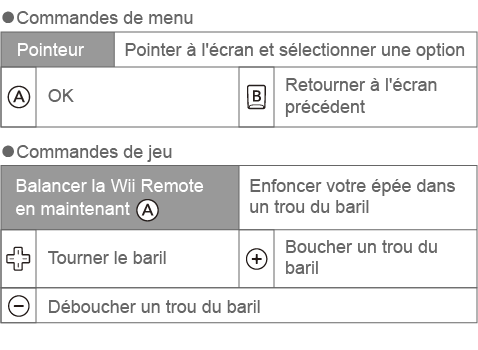 ●Commandes de menu
Pointeur Pointer à l'écran et sélectionner une option
A OK B Retourner à l'écran
précédent
●Commandes de jeu
Balancer la Wii Remote Enfoncer votre épée dans
en maintenant A un trou du baril
Tourner le baril + Boucher un trou du
baril
− Déboucher un trou du baril